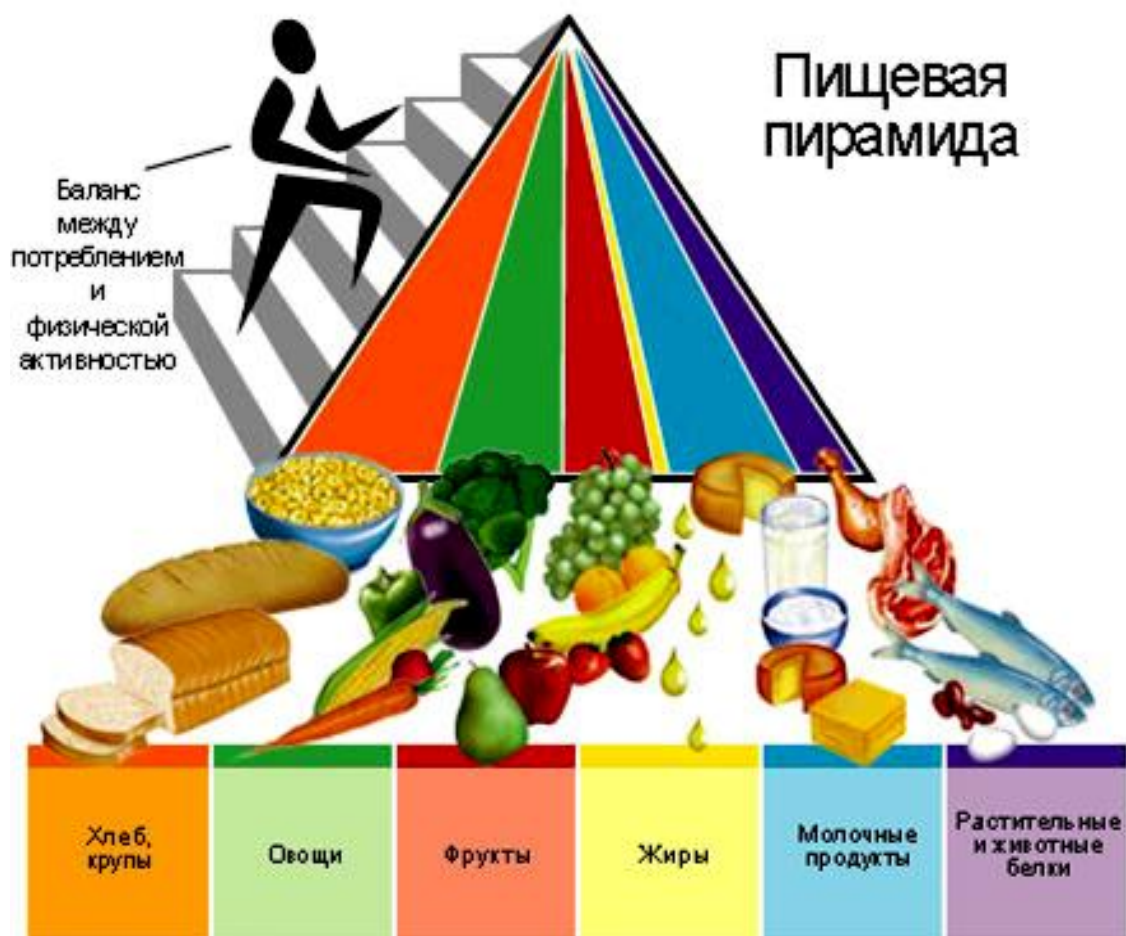 Пищевая
пирамида
Баланс
между
потреблением
и
физической
активностью
Хлеб,
крупы
Овощи
Фрукты
Жиры
Молочные
продукты
Растительные
и животные
белки